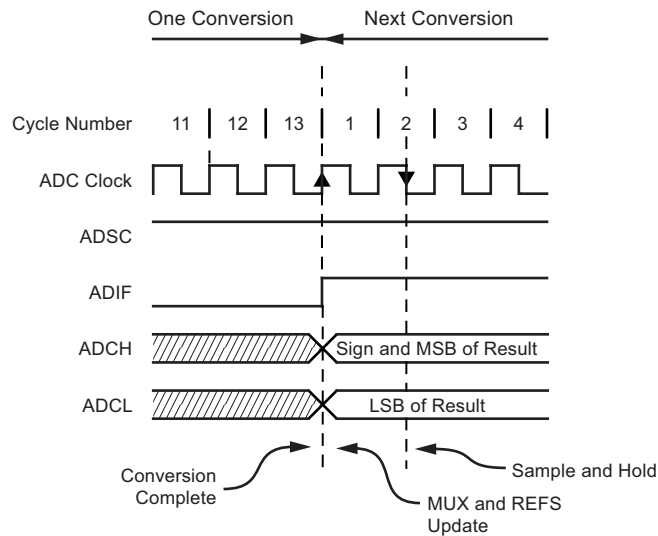 One Conversion Next Conversion
Cycle Number 11 12 13 1 2 3 4
ADC Clock
ADSC
ADIF
ADCH Sign and MSB of Result
ADCL LSB of Result
Conversion
Complete
MUX and REFS
Update
Sample and Hold